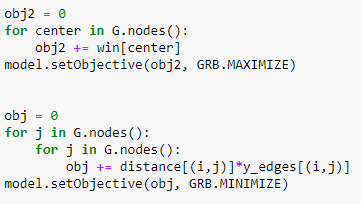 obj2 = 0
for center in G.nodes():
    obj2 += win[center]
model.setObjective(obj2, GRB.MAXIMIZE)
obj = 0
for j in G.nodes():
    for j in G.nodes():
        obj += distance[(i,j)]*y_edges[(i,j)]
model.setObjective(obj, GRB.MINIMIZE)